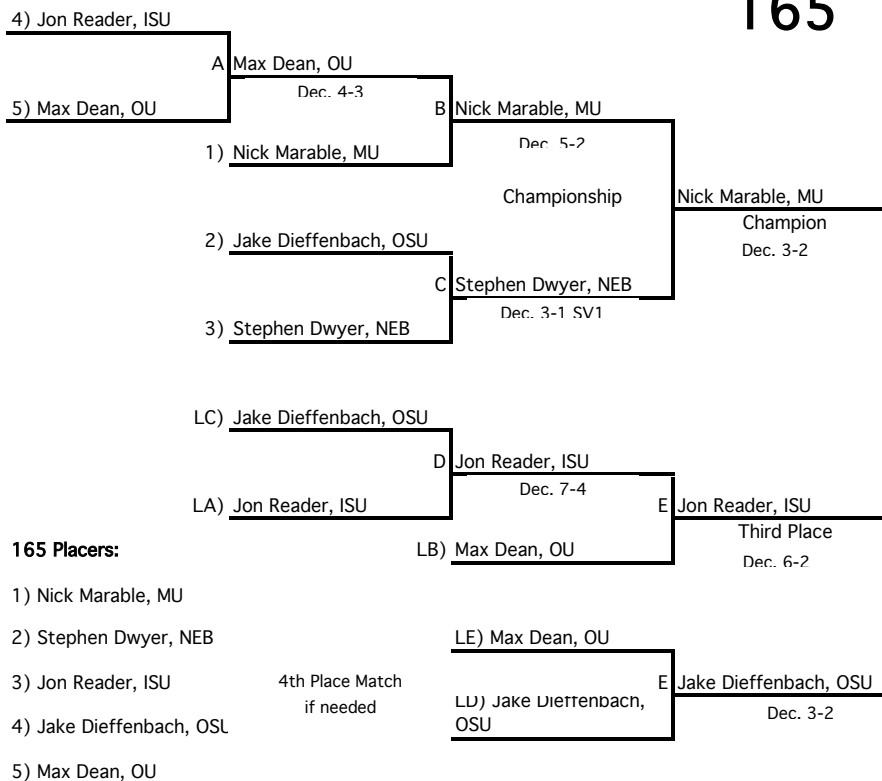 165
4) Jon Reader, ISU
A Max Dean, OU
Dec. 4-3
5) Max Dean, OU
B Nick Marable, MU
Dec. 5-2
1) Nick Marable, MU
Championship
Nick Marable, MU
Champion
Dec. 3-2
2) Jake Dieffenbach, OSU
C Stephen Dwyer, NEB
Dec. 3-1 SV1
3) Stephen Dwyer, NEB
LC) Jake Dieffenbach, OSU
D Jon Reader, ISU
Dec. 7-4
LA) Jon Reader, ISU
E Jon Reader, ISU
Third Place
Dec. 6-2
LB) Max Dean, OU
165 Placers:
1) Nick Marable, MU
2) Stephen Dwyer, NEB
3) Jon Reader, ISU
4) Jake Dieffenbach, OSU
5) Max Dean, OU
4th Place Match
if needed
LE) Max Dean, OU
E Jake Dieffenbach, OSU
Dec. 3-2
LD) Jake Dieffenbach,
OSU